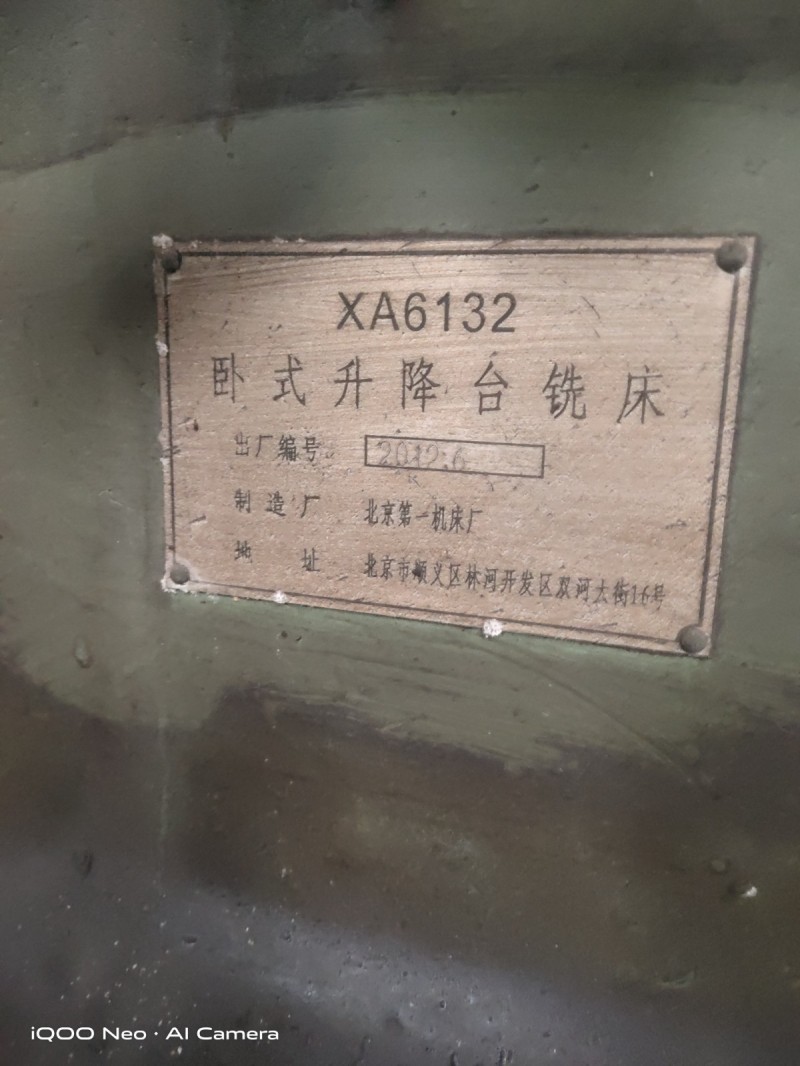 XA6132
卧式升降台铣床
出厂编号 2012.6
制造厂 北京第一机床厂
地址 北京市顺义区林河开发区双河大街16号
iQOO Neo · AI Camera